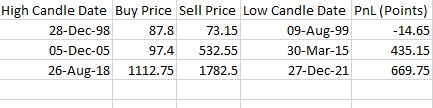 High Candle Date Buy Price Sell Price Low Candle Date PnL (Points)
28-Dec-98 87.8 73.15 09-Aug-99 -14.65
05-Dec-05 97.4 532.55 30-Mar-15 435.15
26-Aug-18 1112.75 1782.5 27-Dec-21 669.75